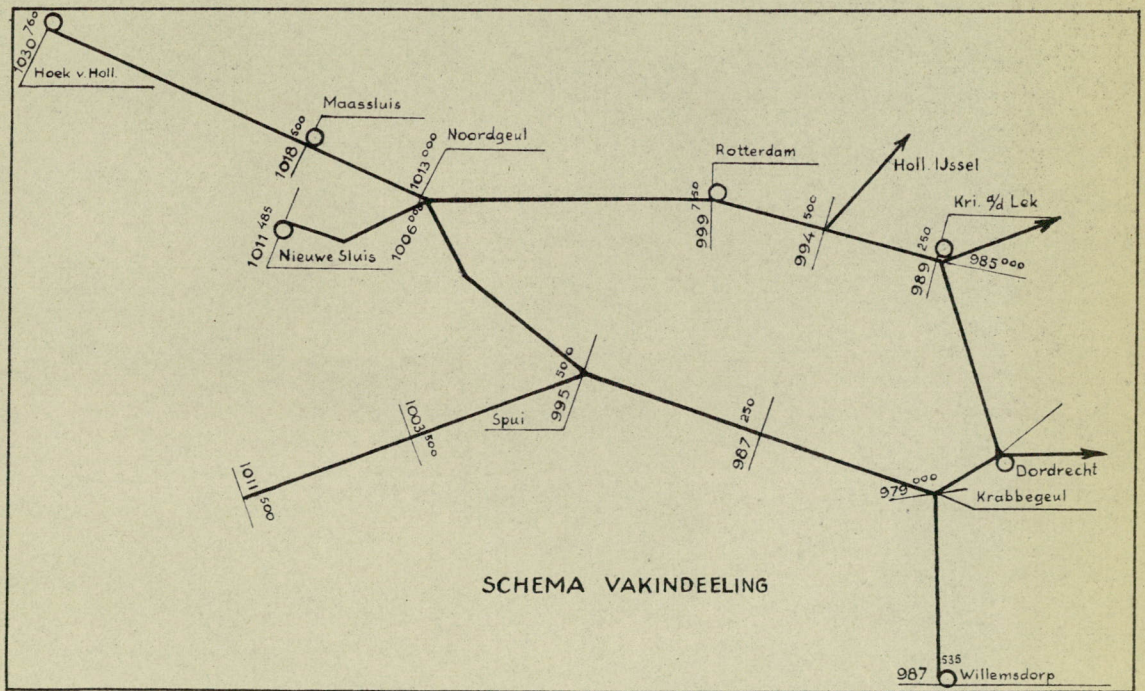 1030 760
Hoek v. Holl.
Maassluis
1018 500
Noordgeul
1013 000
1006 000
1011 485
Nieuwe Sluis
Rotterdam
999 750
Holl. IJssel
994 500
Kri. a/d Lek
989 250
985 000
995 500
Spui
1003 500
1011 500
987 250
979 000
Dordrecht
Krabbegeul
SCHEMA VAKINDEELING
987 535
Willemsdorp